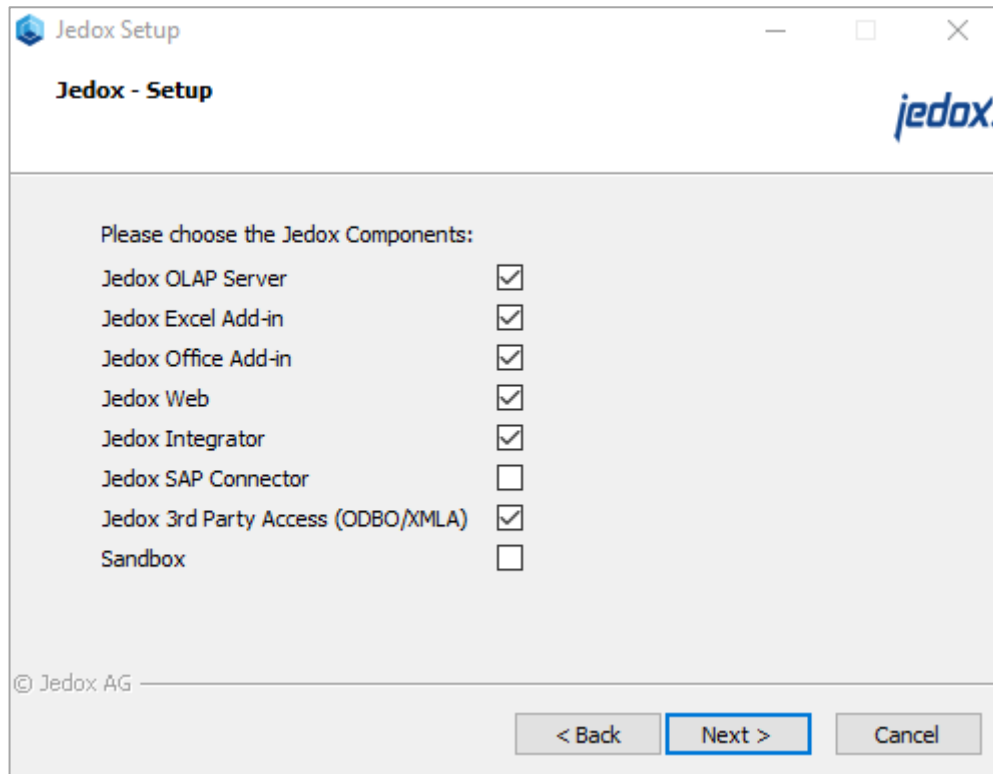 Jedox Setup
Jedox - Setup
jedox.
Please choose the Jedox Components:
Jedox OLAP Server
Jedox Excel Add-in
Jedox Office Add-in
Jedox Web
Jedox Integrator
Jedox SAP Connector
Jedox 3rd Party Access (ODBO/XMLA)
Sandbox
© Jedox AG
< Back Next > Cancel